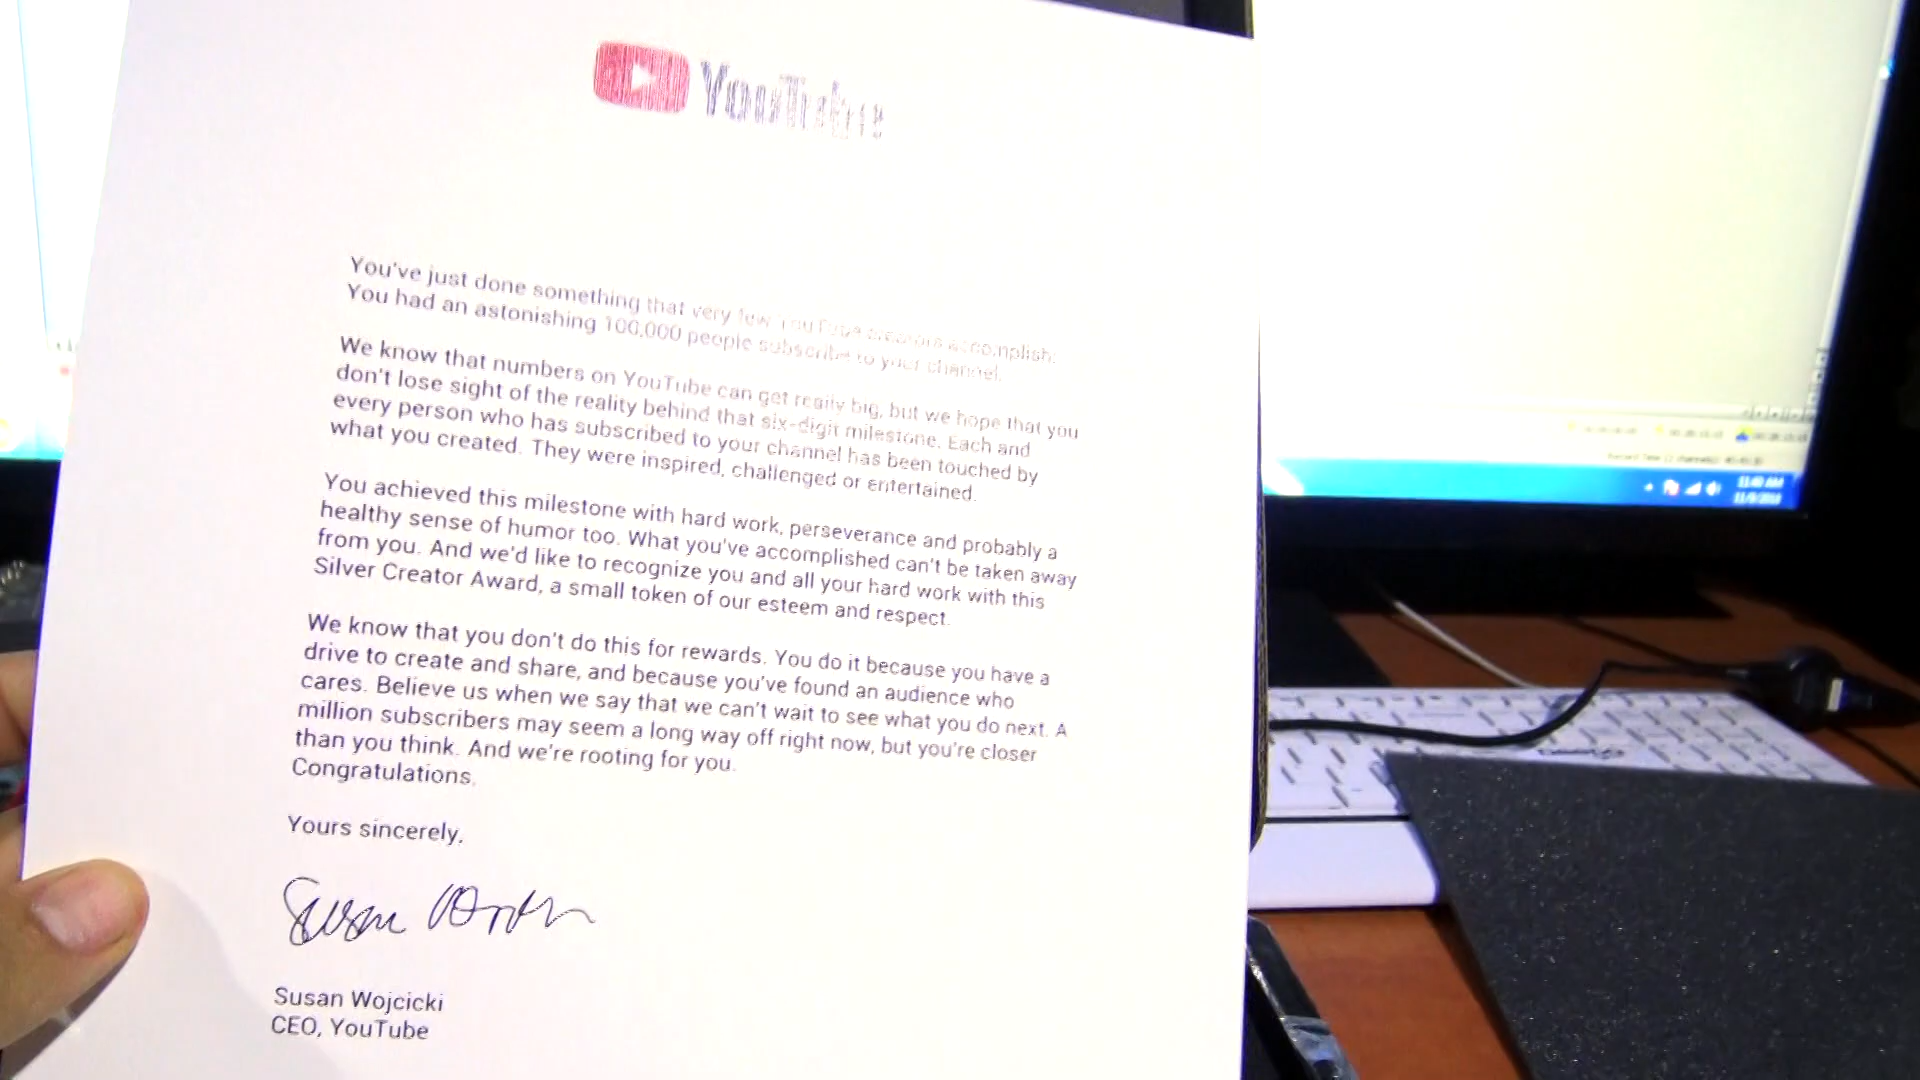 YouTube
You've just done something that very few YouTube creators accomplish.
You had an astonishing 100,000 people subscribe to your channel.
We know that numbers on YouTube can get really big, but we hope that you
don't lose sight of the reality behind that six-digit milestone. Each and
every person who has subscribed to your channel has been touched by
what you created. They were inspired, challenged or entertained.
You achieved this milestone with hard work, perseverance and probably a
healthy sense of humor too. What you've accomplished can't be taken away
from you. And we'd like to recognize you and all your hard work with this
Silver Creator Award, a small token of our esteem and respect.
We know that you don't do this for rewards. You do it because you have a
drive to create and share, and because you've found an audience who
cares. Believe us when we say that we can't wait to see what you do next. A
million subscribers may seem a long way off right now, but you're closer
than you think. And we're rooting for you.
Congratulations.
Yours sincerely,
Susan Wojcicki
CEO, YouTube
11:40 AM
11/9/2018